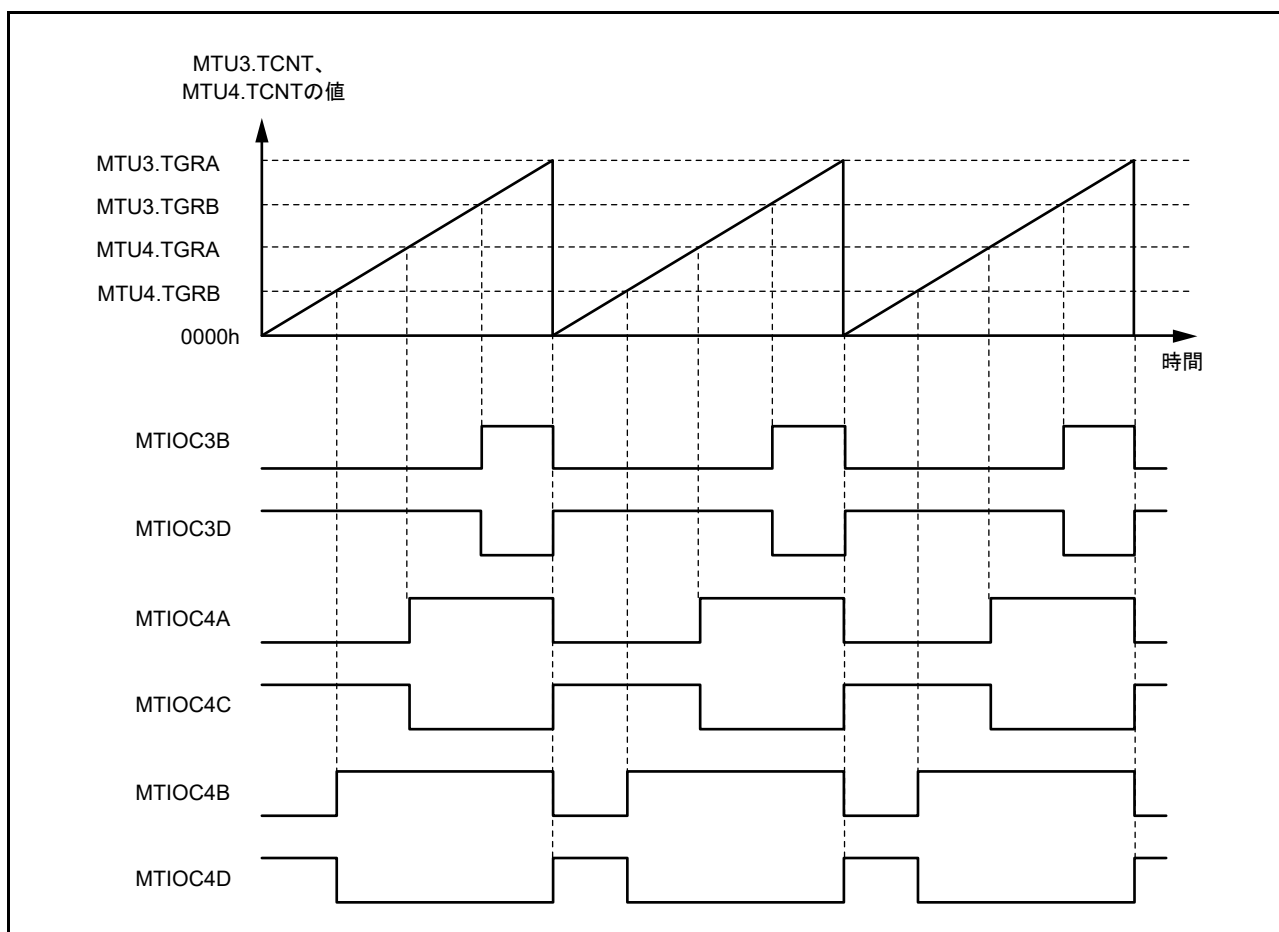 MTU3.TCNT、
MTU4.TCNTの値
MTU3.TGRA
MTU3.TGRB
MTU4.TGRA
MTU4.TGRB
0000h
時間
MTIOC3B
MTIOC3D
MTIOC4A
MTIOC4C
MTIOC4B
MTIOC4D